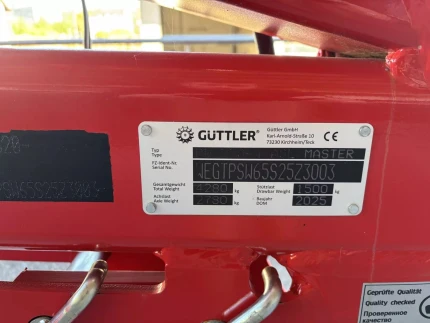 GÜTTLER
Güttler GmbH
Karl-Arnold-Straße 10
73230 Kirchheim/Teck
CE
Typ
Type
MASTER
FZ-Ident-Nr.
Serial No.
WEGTPSW65S25Z3003
Gesamtgewicht
Total Weight
kg
Stützlast
Drawbar Weight
1500 kg
Achslast
Axle Weight
2780 kg
Baujahr
DOM
2025
Geprüfte Qualität
Quality checked
Проверенное
качество